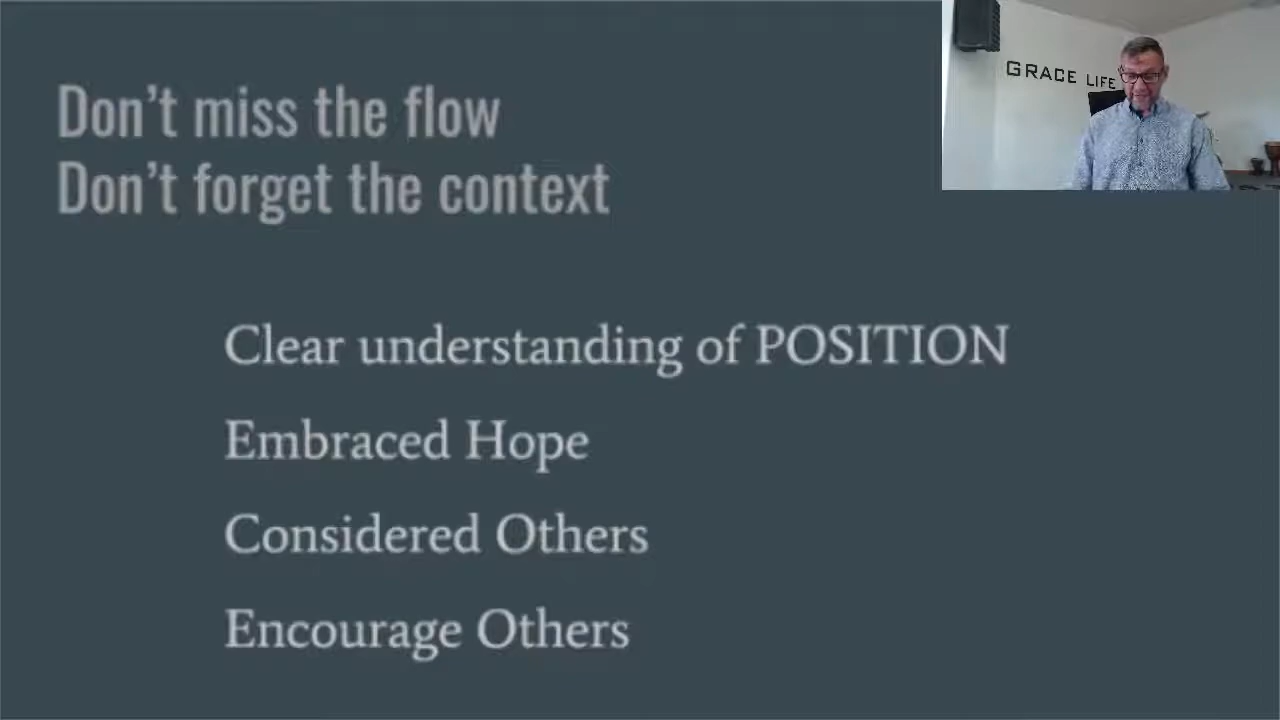 Don't miss the flow
Don't forget the context
GRACE LIFE
Clear understanding of POSITION
Embraced Hope
Considered Others
Encourage Others